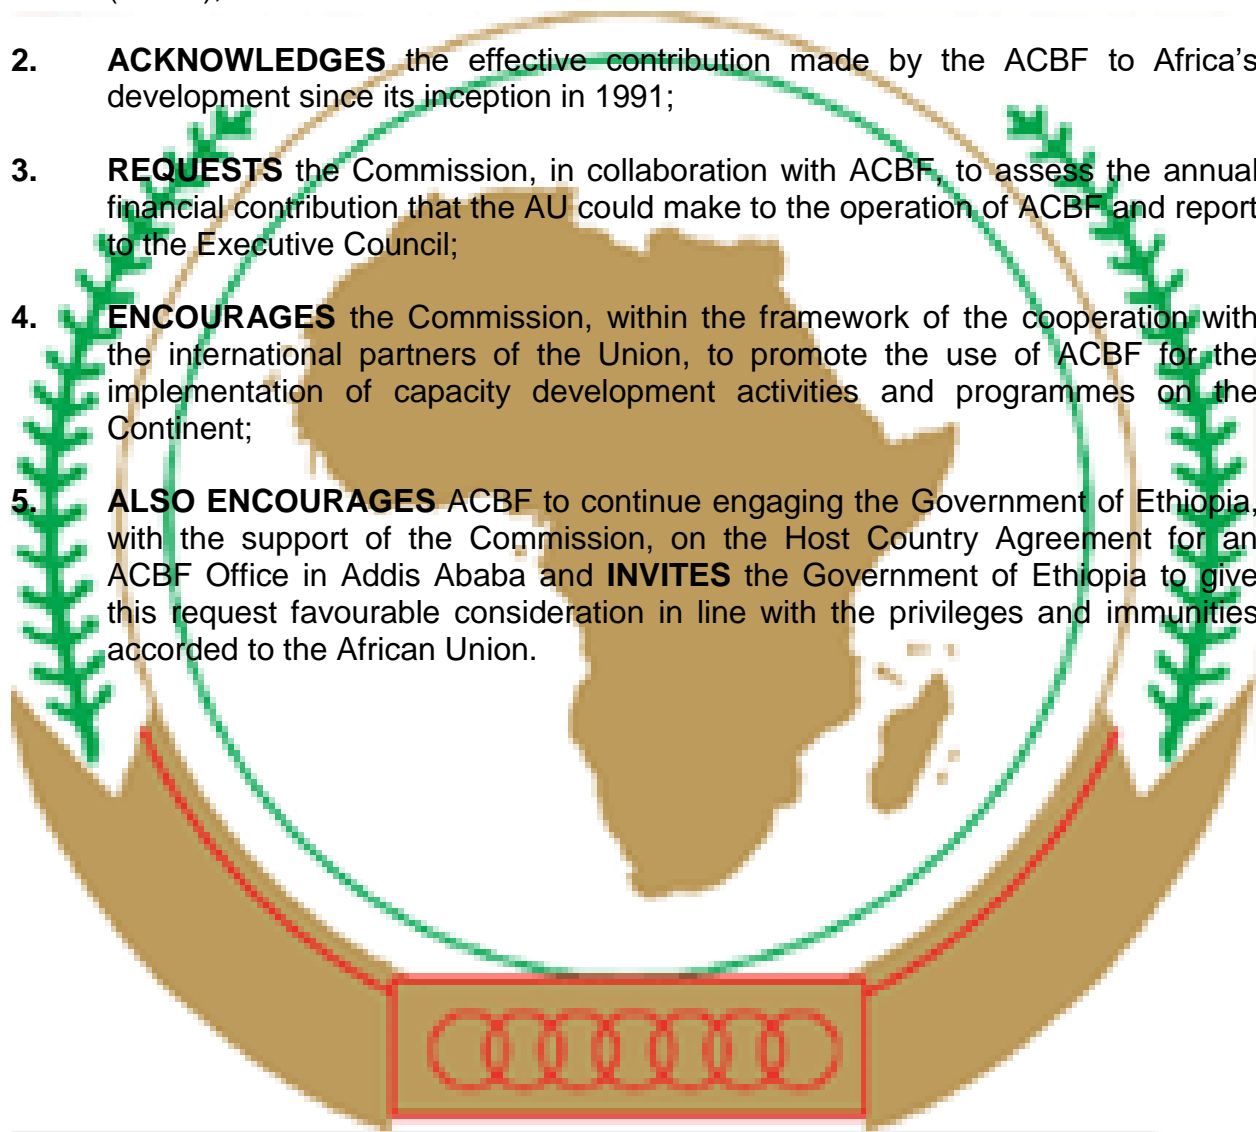 2. ACKNOWLEDGES the effective contribution made by the ACBF to Africa’s
development since its inception in 1991;
3. REQUESTS the Commission, in collaboration with ACBF, to assess the annual
financial contribution that the AU could make to the operation of ACBF and report
to the Executive Council;
4. ENCOURAGES the Commission, within the framework of the cooperation with
the international partners of the Union, to promote the use of ACBF for the
implementation of capacity development activities and programmes on the
Continent;
5. ALSO ENCOURAGES ACBF to continue engaging the Government of Ethiopia,
with the support of the Commission, on the Host Country Agreement for an
ACBF Office in Addis Ababa and INVITES the Government of Ethiopia to give
this request favourable consideration in line with the privileges and immunities
accorded to the African Union.